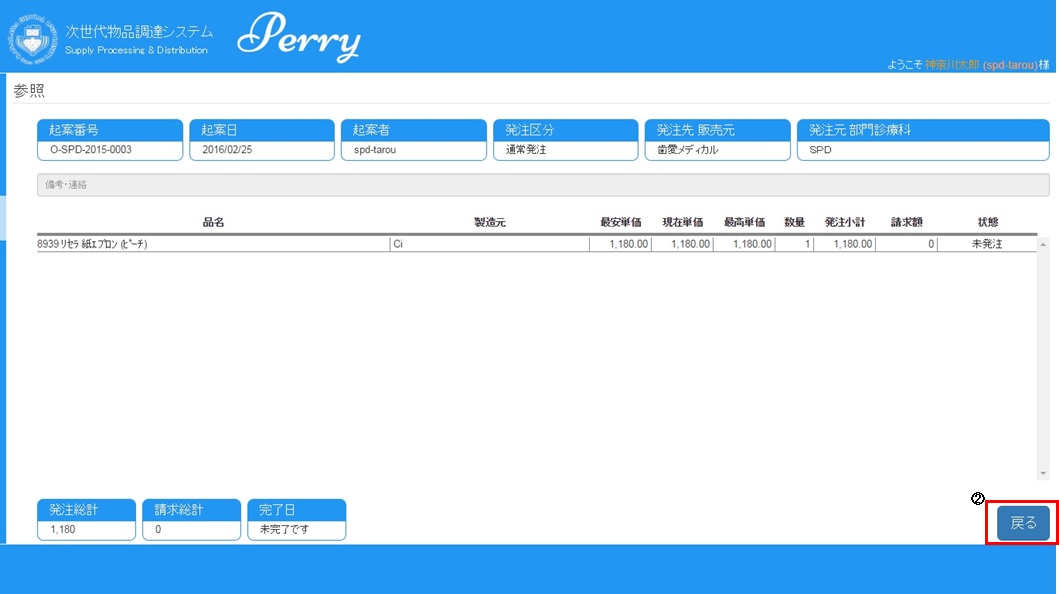 次世代物品調達システム
Supply Processing & Distribution
Perry
ようこそ 神奈川太郎 (spd-tarou)様
参照
起案番号 起案日 起案者 発注区分 発注先 販売元 発注元 部門診療科
O-SPD-2015-0003 2016/02/25 spd-tarou 通常発注 歯愛メディカル SPD
備考・連絡
品名 製造元 最安単価 現在単価 最高単価 数量 発注小計 請求額 状態
8939 ﾘｾﾗ 紙ｴﾌﾟﾛﾝ (ﾋﾟｰﾁ) Ci 1,180.00 1,180.00 1,180.00 1 1,180.00 0 未発注
②
発注総計 請求総計 完了日
1,180 0 未完了です
戻る